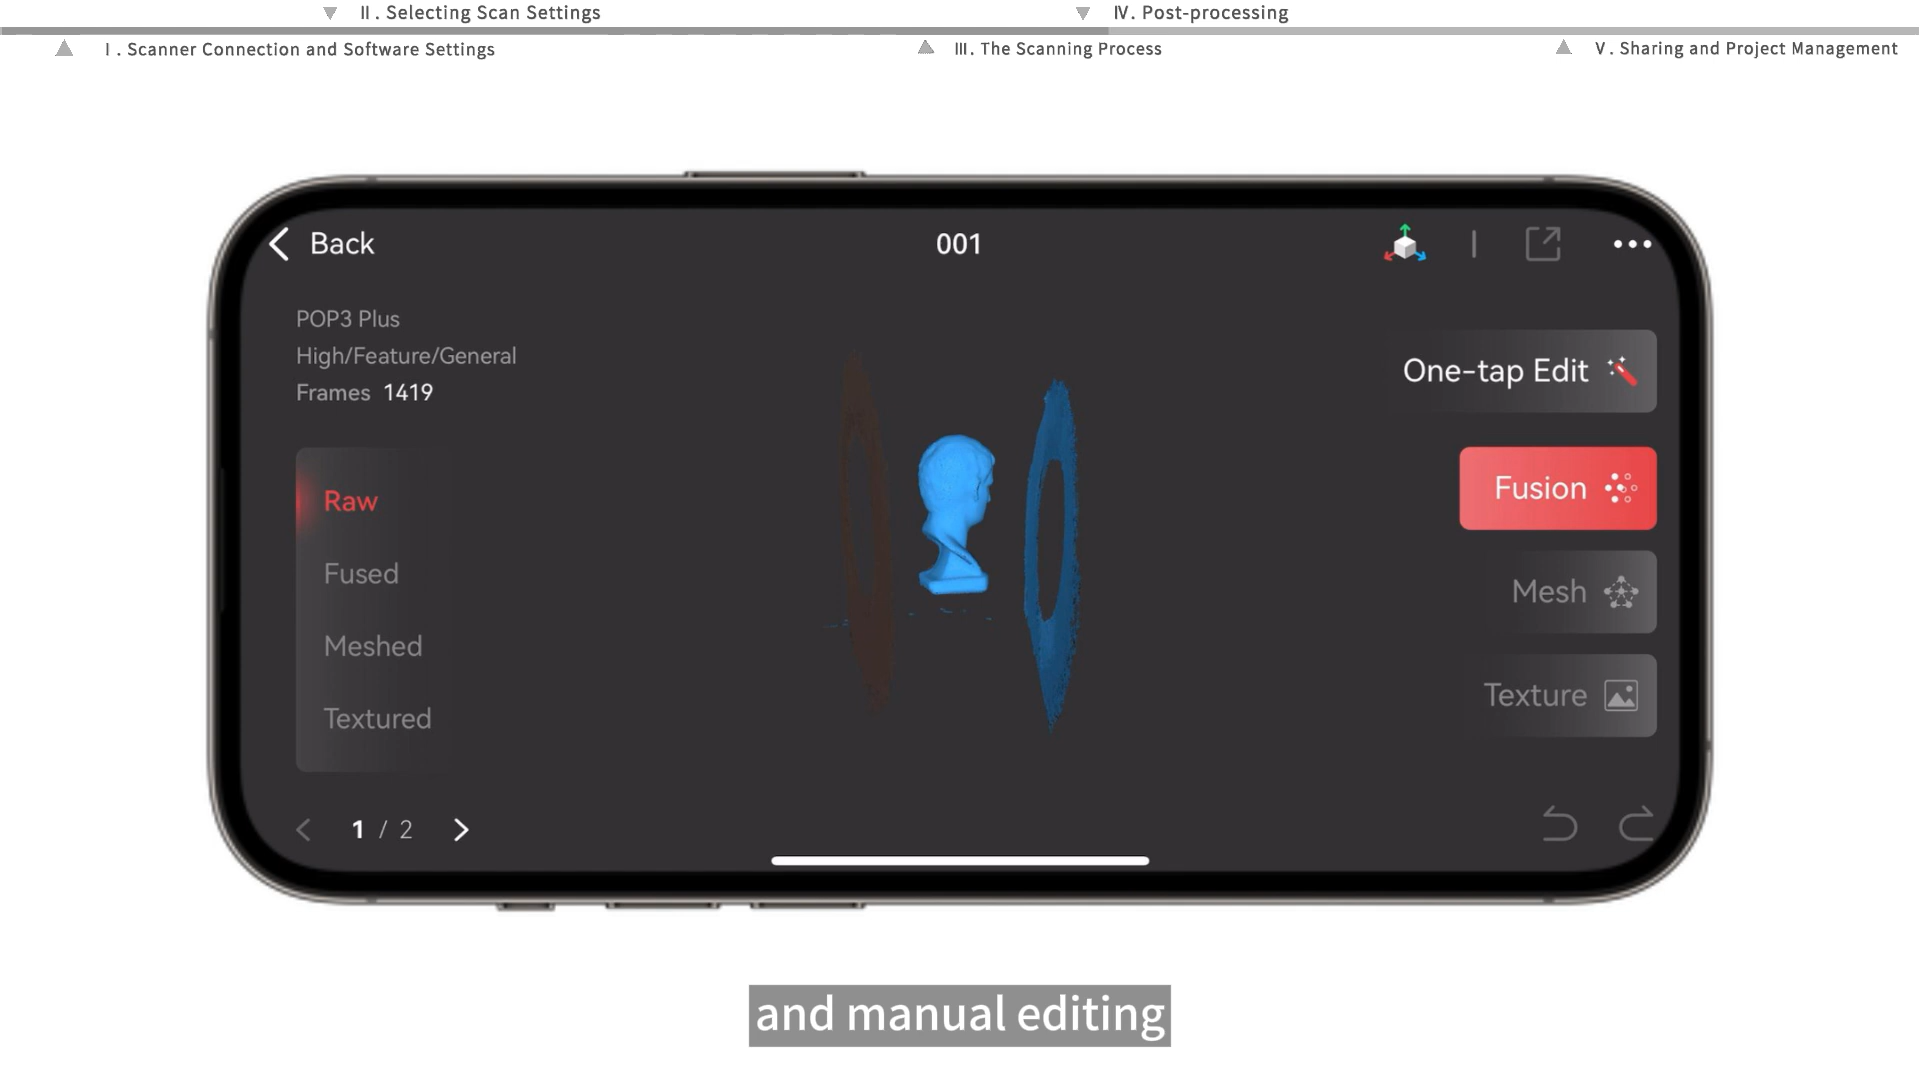 Ⅱ. Selecting Scan Settings
Ⅳ. Post-processing
Ⅰ. Scanner Connection and Software Settings
Ⅲ. The Scanning Process
Ⅴ. Sharing and Project Management
Back
001
POP3 Plus
High/Feature/General
Frames 1419
One-tap Edit
Raw
Fusion
Fused
Mesh
Meshed
Texture
Textured
1 / 2
and manual editing